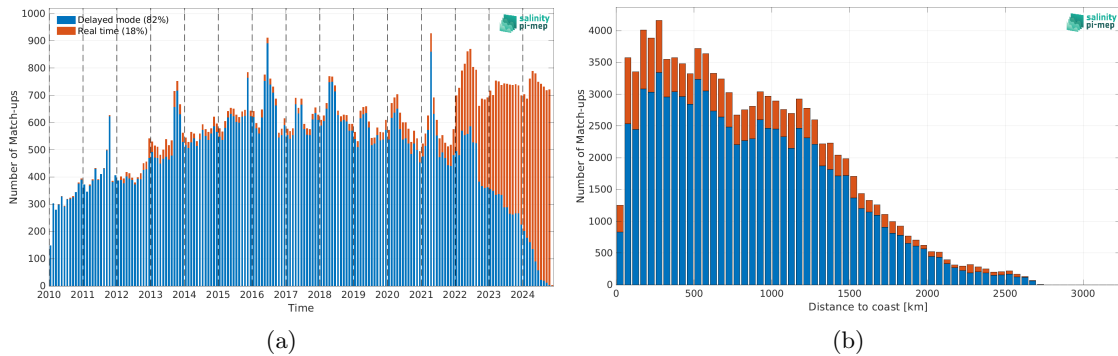 Delayed mode (82%)
Real time (18%)
salinity
pi-mep
Number of Match-ups
1000
900
800
700
600
500
400
300
200
100
0
2010 2011 2012 2013 2014 2015 2016 2017 2018 2019 2020 2021 2022 2023 2024
Time
(a)
salinity
pi-mep
Number of Match-ups
4000
3500
3000
2500
2000
1500
1000
500
0
0 500 1000 1500 2000 2500 3000
Distance to coast [km]
(b)